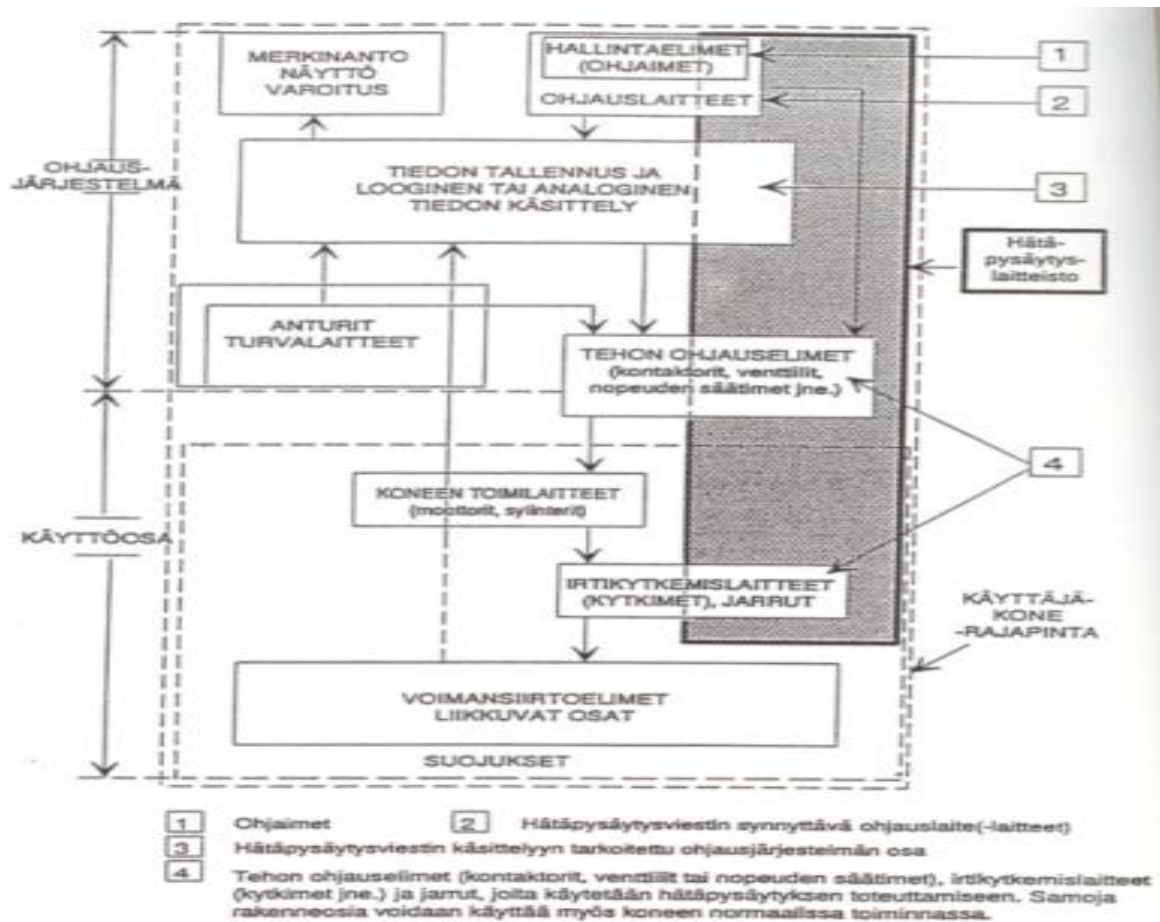 MERKINANTO
NÄYTTÖ
VAROITUS
HALLINTAELIMET
(OHJAIMET)
OHJAUSLAITTEET
1
2
TIEDON TALLENNUS JA
LOOGINEN TAI ANALOGINEN
TIEDON KÄSITTELY
3
OHJAUS-
JÄRJESTELMÄ
Hätä-
pysäytys-
laitteisto
ANTURIT
TURVALAITTEET
TEHON OHJAUSELIMET
(kontaktorit, venttiilit,
nopeuden säätimet jne.)
4
KONEEN TOIMILAITTEET
(moottorit, sylinterit)
KÄYTTÖOSA
IRTIKYTKEMISLAITTEET
(KYTKIMET), JARRUT
KÄYTTÄJÄ-
KONE
-RAJAPINTA
VOIMANSIIRTOELIMET
LIIKKUVAT OSAT
SUOJUKSET
1 Ohjaimet 2 Hätäpysäytysviestin synnyttävä ohjauslaite(-laitteet)
3 Hätäpysäytysviestin käsittelyyn tarkoitettu ohjausjärjestelmän osa
4 Tehon ohjauselimet (kontaktorit, venttiilit tai nopeuden säätimet), irtikytkemislaitteet
(kytkimet jne.) ja jarrut, joita käytetään hätäpysäytyksen toteuttamiseen. Samoja
rakenneosia voidaan käyttää myös koneen normaalissa toiminnassa.